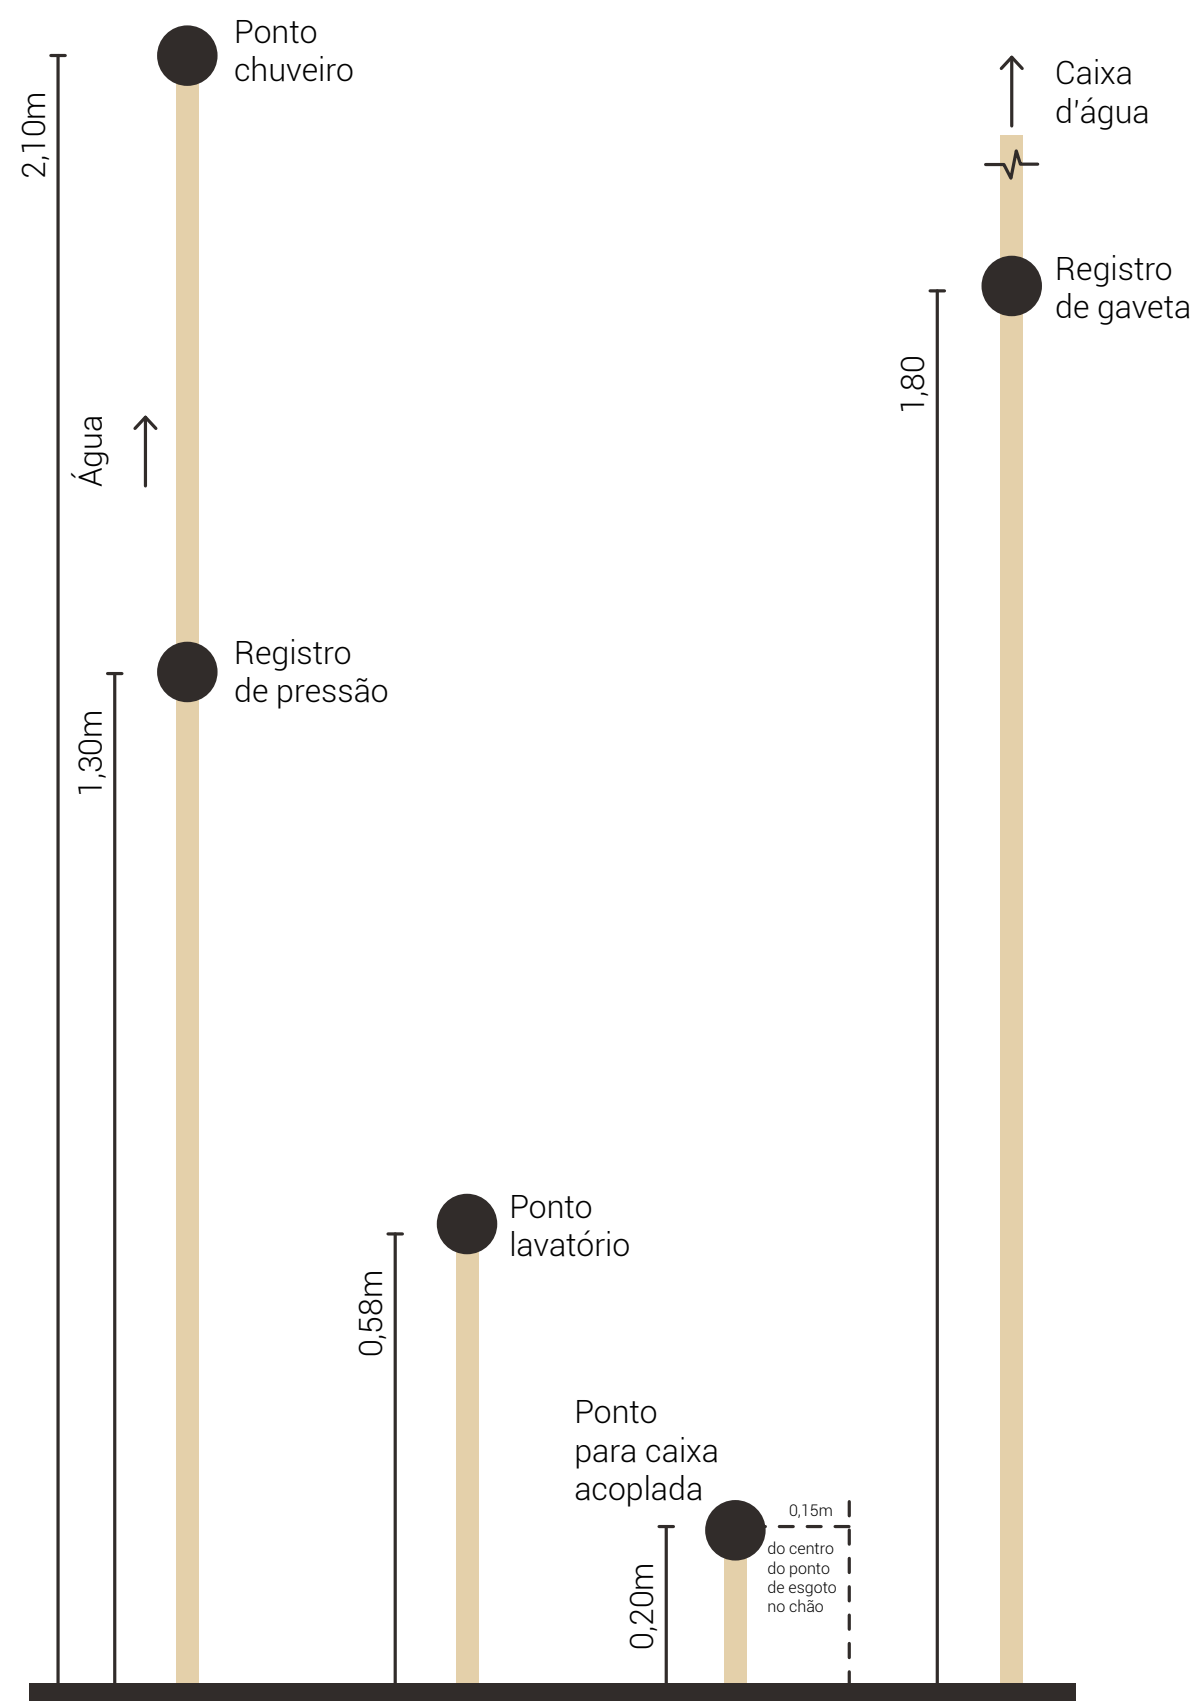 Ponto
chuveiro
2,10m
Caixa
d'água
Registro
de gaveta
1,80
Água
Registro
de pressão
1,30m
Ponto
lavatório
0,58m
Ponto
para caixa
acoplada
0,15m
do centro
do ponto
de esgoto
no chão
0,20m